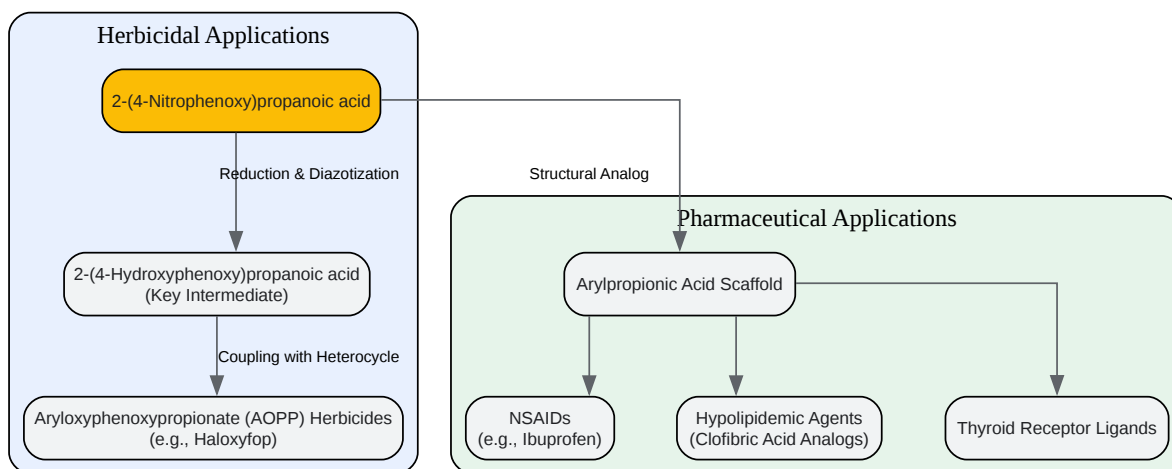 Herbicidal Applications
2-(4-Nitrophenoxy)propanoic acid
Reduction & Diazotization
Structural Analog
Pharmaceutical Applications
2-(4-Hydroxyphenoxy)propanoic acid
(Key Intermediate)
Arylpropionic Acid Scaffold
Coupling with Heterocycle
Aryloxyphenoxypropionate (AOPP) Herbicides
(e.g., Haloxyfop)
NSAIDs
(e.g., Ibuprofen)
Hypolipidemic Agents
(Clofibric Acid Analogs)
Thyroid Receptor Ligands